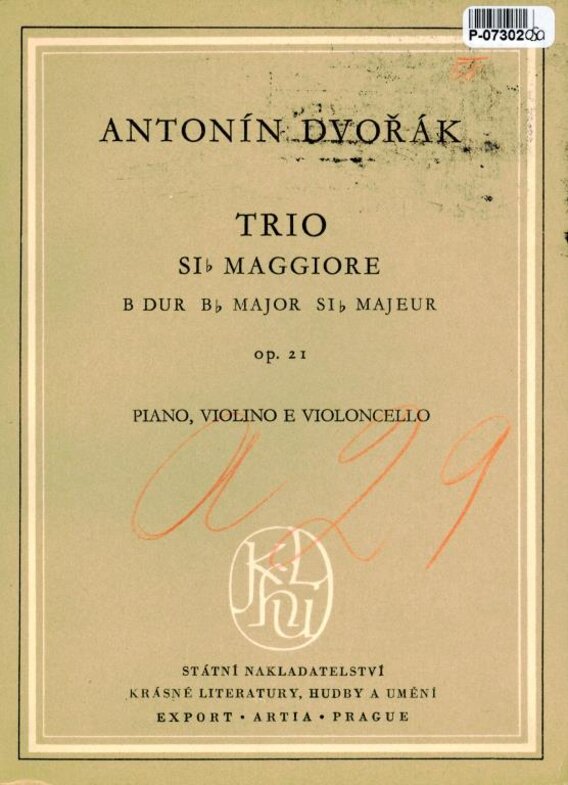 P-07302
ANTONÍN DVOŘÁK
TRIO
SI♭ MAGGIORE
B DUR B♭ MAJOR SI♭ MAJEUR
op. 21
PIANO, VIOLINO E VIOLONCELLO
a 29
STÁTNÍ NAKLADATELSTVÍ
KRÁSNÉ LITERATURY, HUDBY A UMĚNÍ
EXPORT • ARTIA • PRAGUE